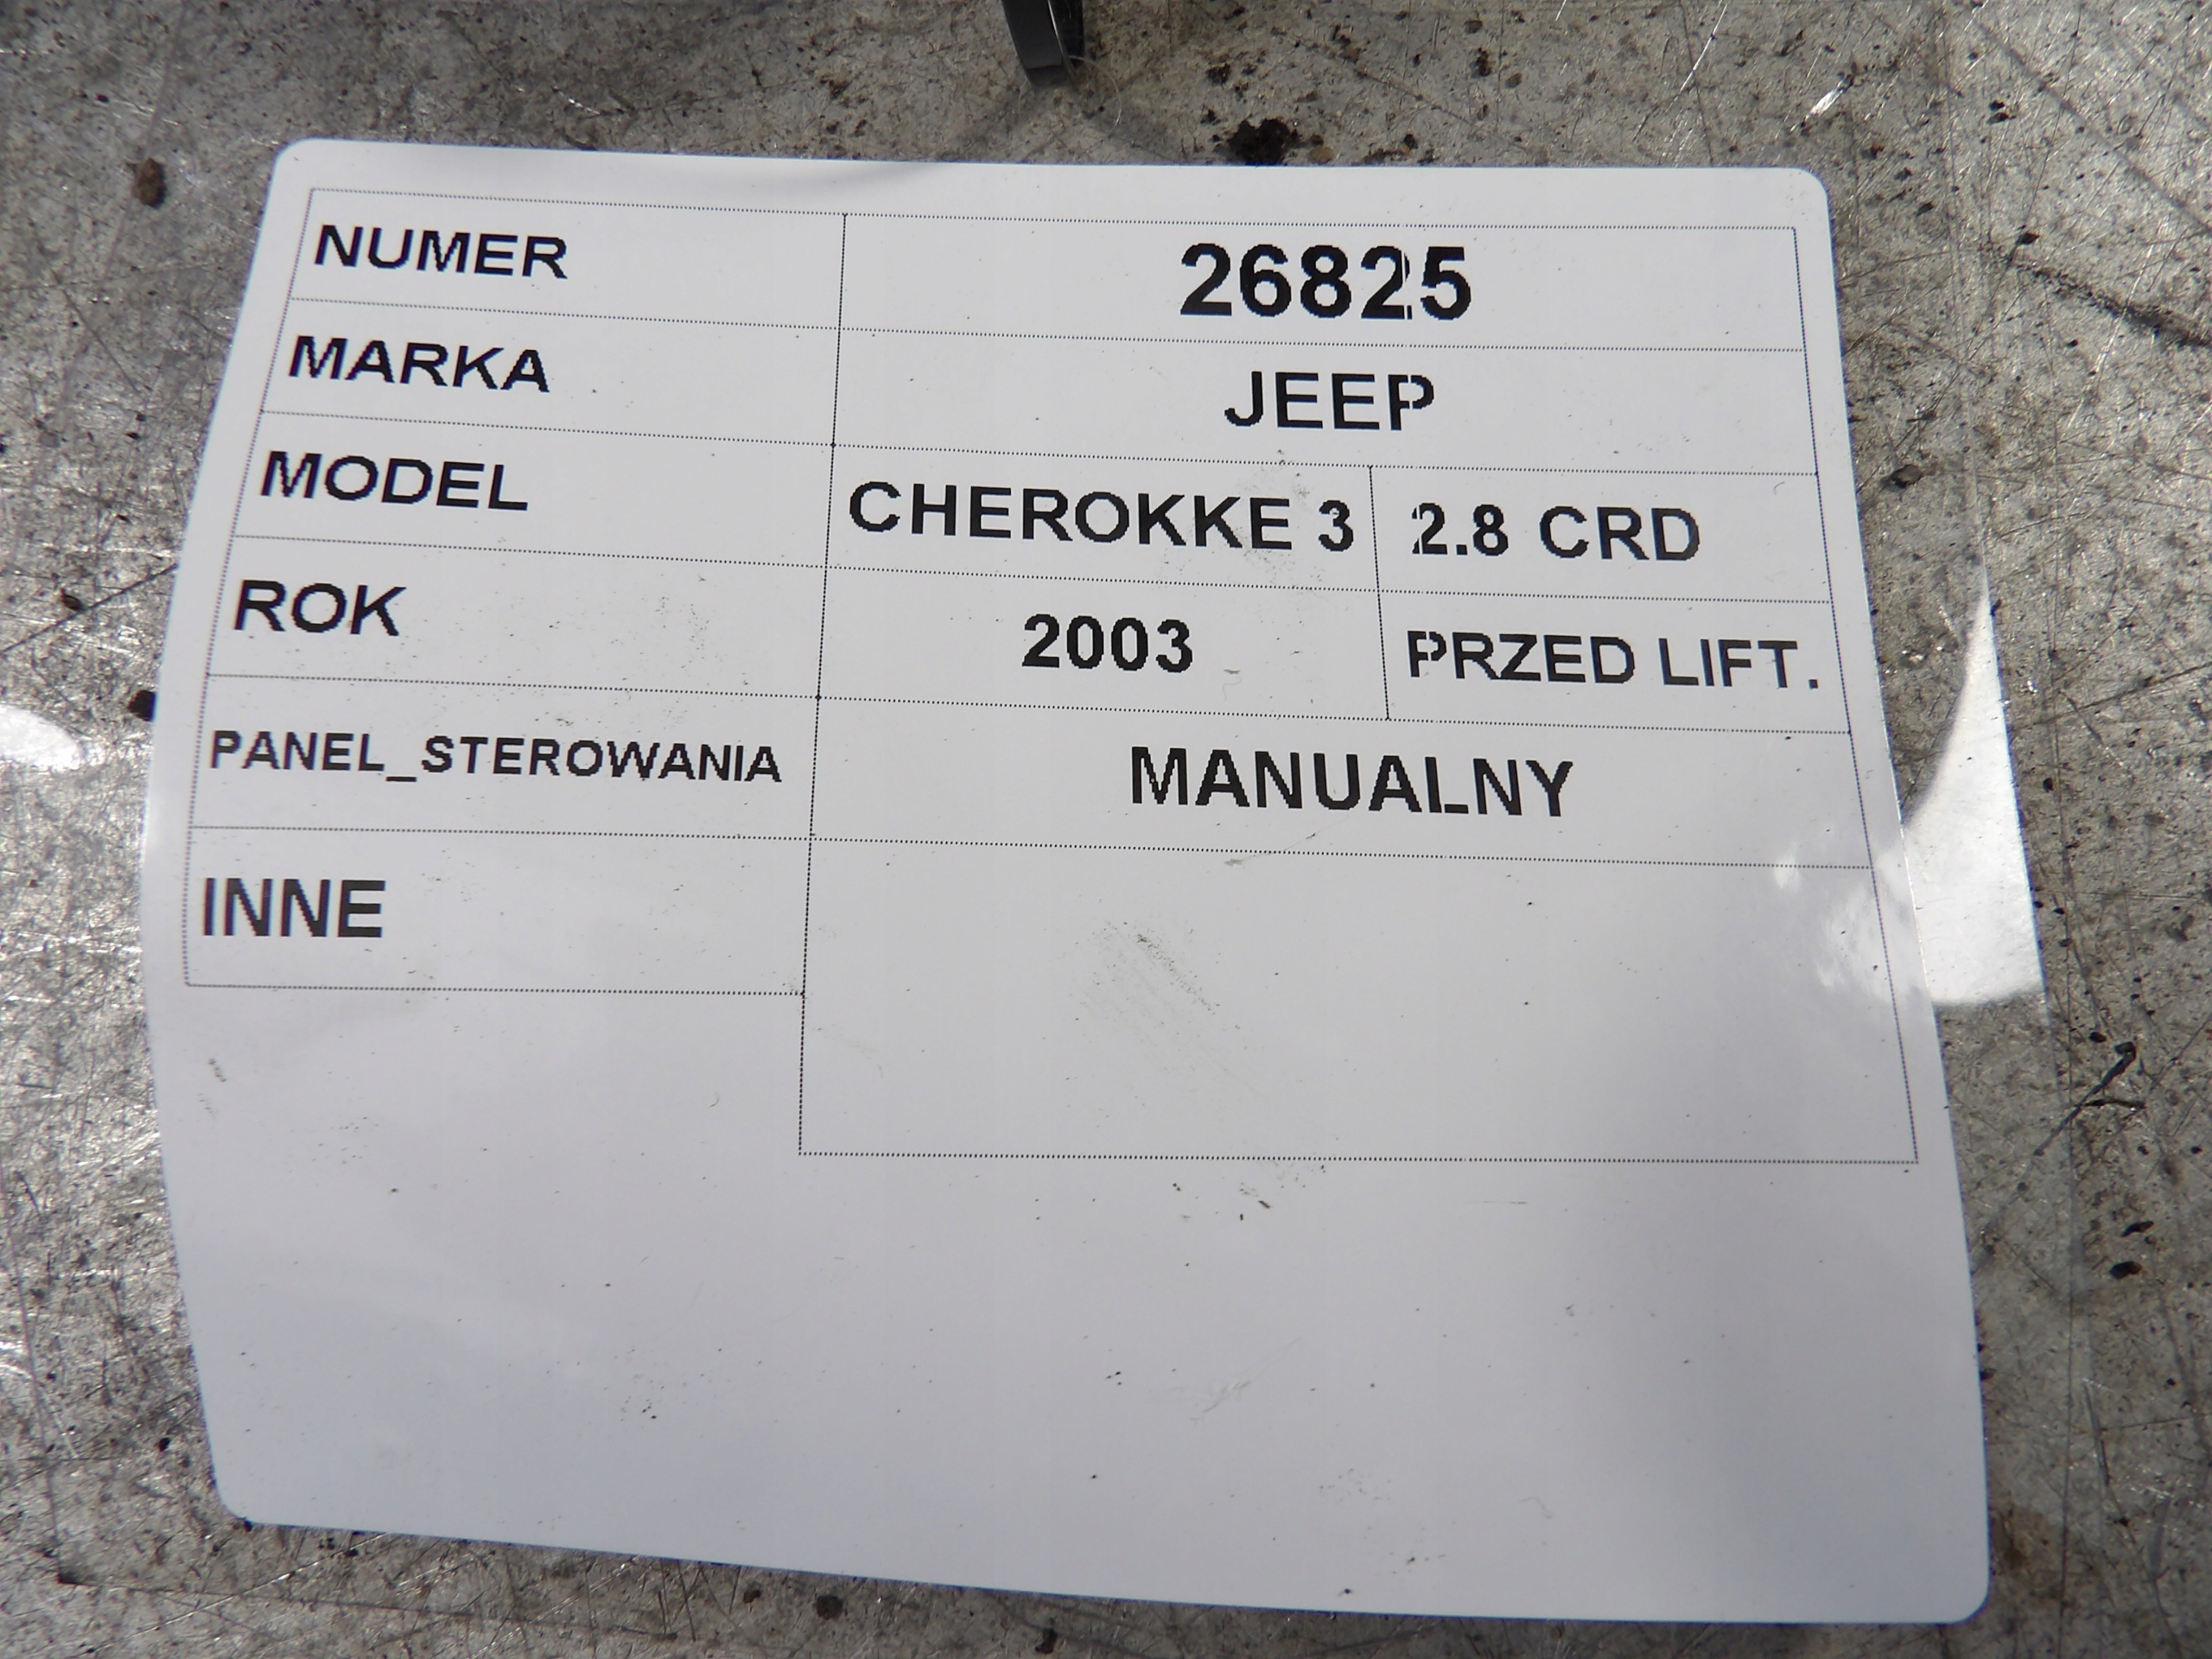 NUMER 26825
MARKA JEEP
MODEL CHEROKKE 3 2.8 CRD
ROK 2003 PRZED LIFT.
PANEL_STEROWANIA MANUALNY
INNE